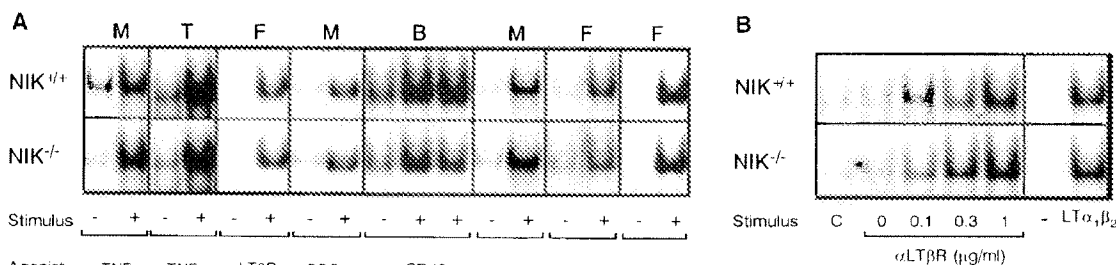 A
M T F M B M F F
NIK+/+
NIK-/-
Stimulus - + - + - + - + - + + - + - + - +
B
NIK+/+
NIK-/-
Stimulus C 0 0.1 0.3 1 - LTα1β2
αLTβR (μg/ml)